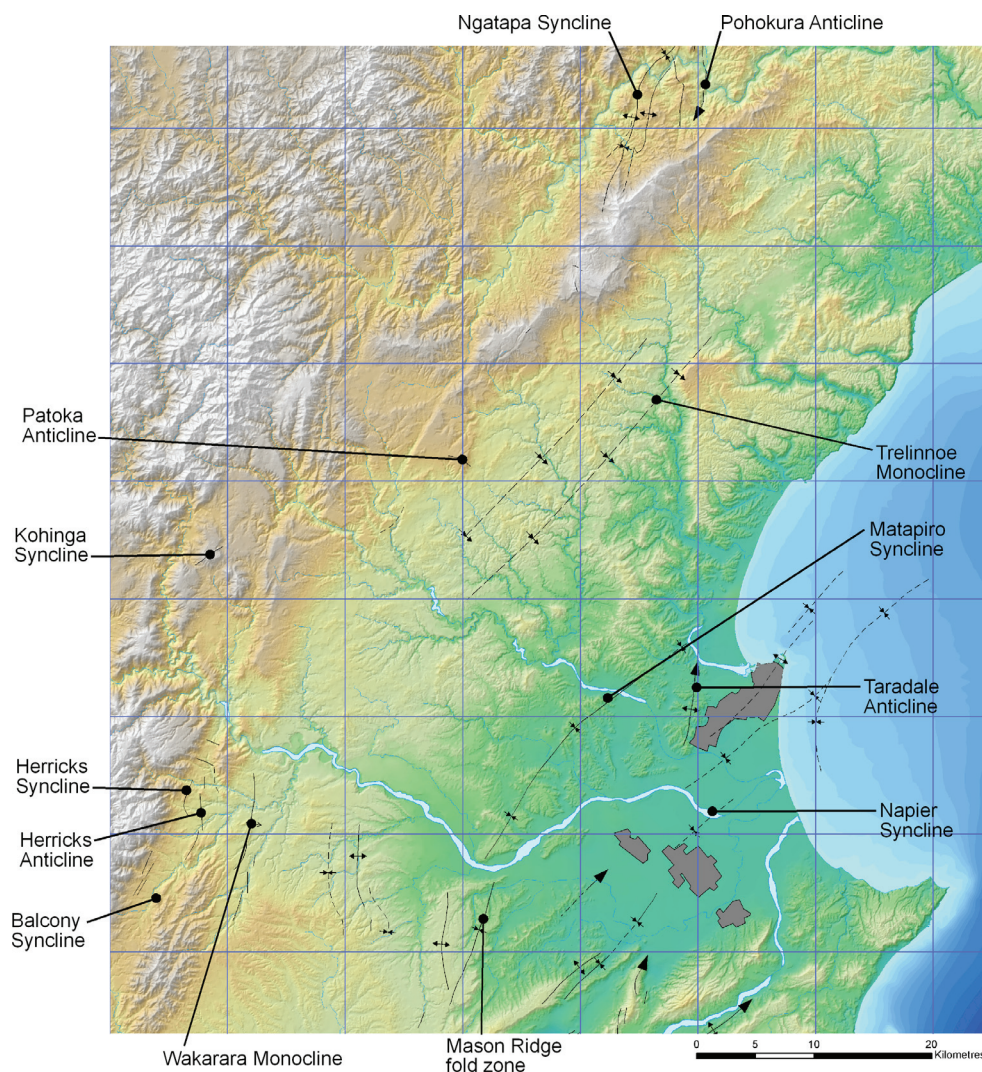 Ngatapa Syncline
Pohokura Anticline
Patoka
Anticline
Trelinnoe
Monocline
Kohinga
Syncline
Matapiro
Syncline
Taradale
Anticline
Herricks
Syncline
Herricks
Anticline
Napier
Syncline
Balcony
Syncline
Wakarara Monocline
Mason Ridge
fold zone
0 5 10 20
Kilometres